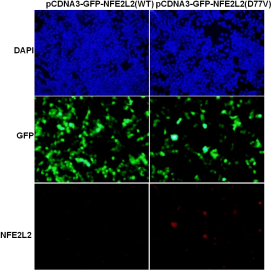 pCDNA3-GFP-NFE2L2(WT) pCDNA3-GFP-NFE2L2(D77V)
DAPI
GFP
NFE2L2